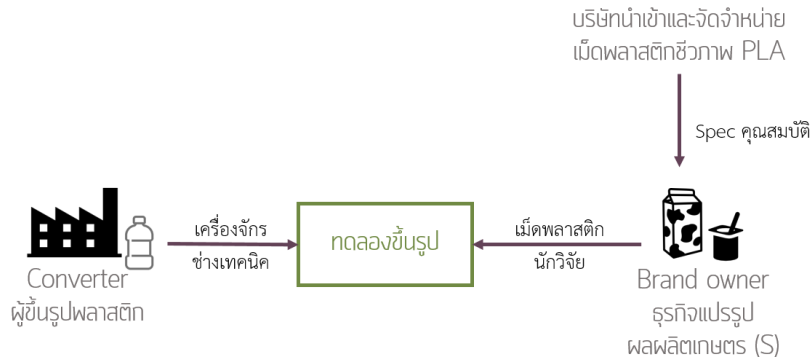 บริษัทนำเข้าและจัดจำหน่าย
เม็ดพลาสติกชีวภาพ PLA
Spec คุณสมบัติ
เครื่องจักร
ช่างเทคนิค
ทดลองขึ้นรูป
เม็ดพลาสติก
นักวิจัย
Converter
ผู้ขึ้นรูปพลาสติก
Brand owner
ธุรกิจแปรรูป
ผลผลิตเกษตร (S)